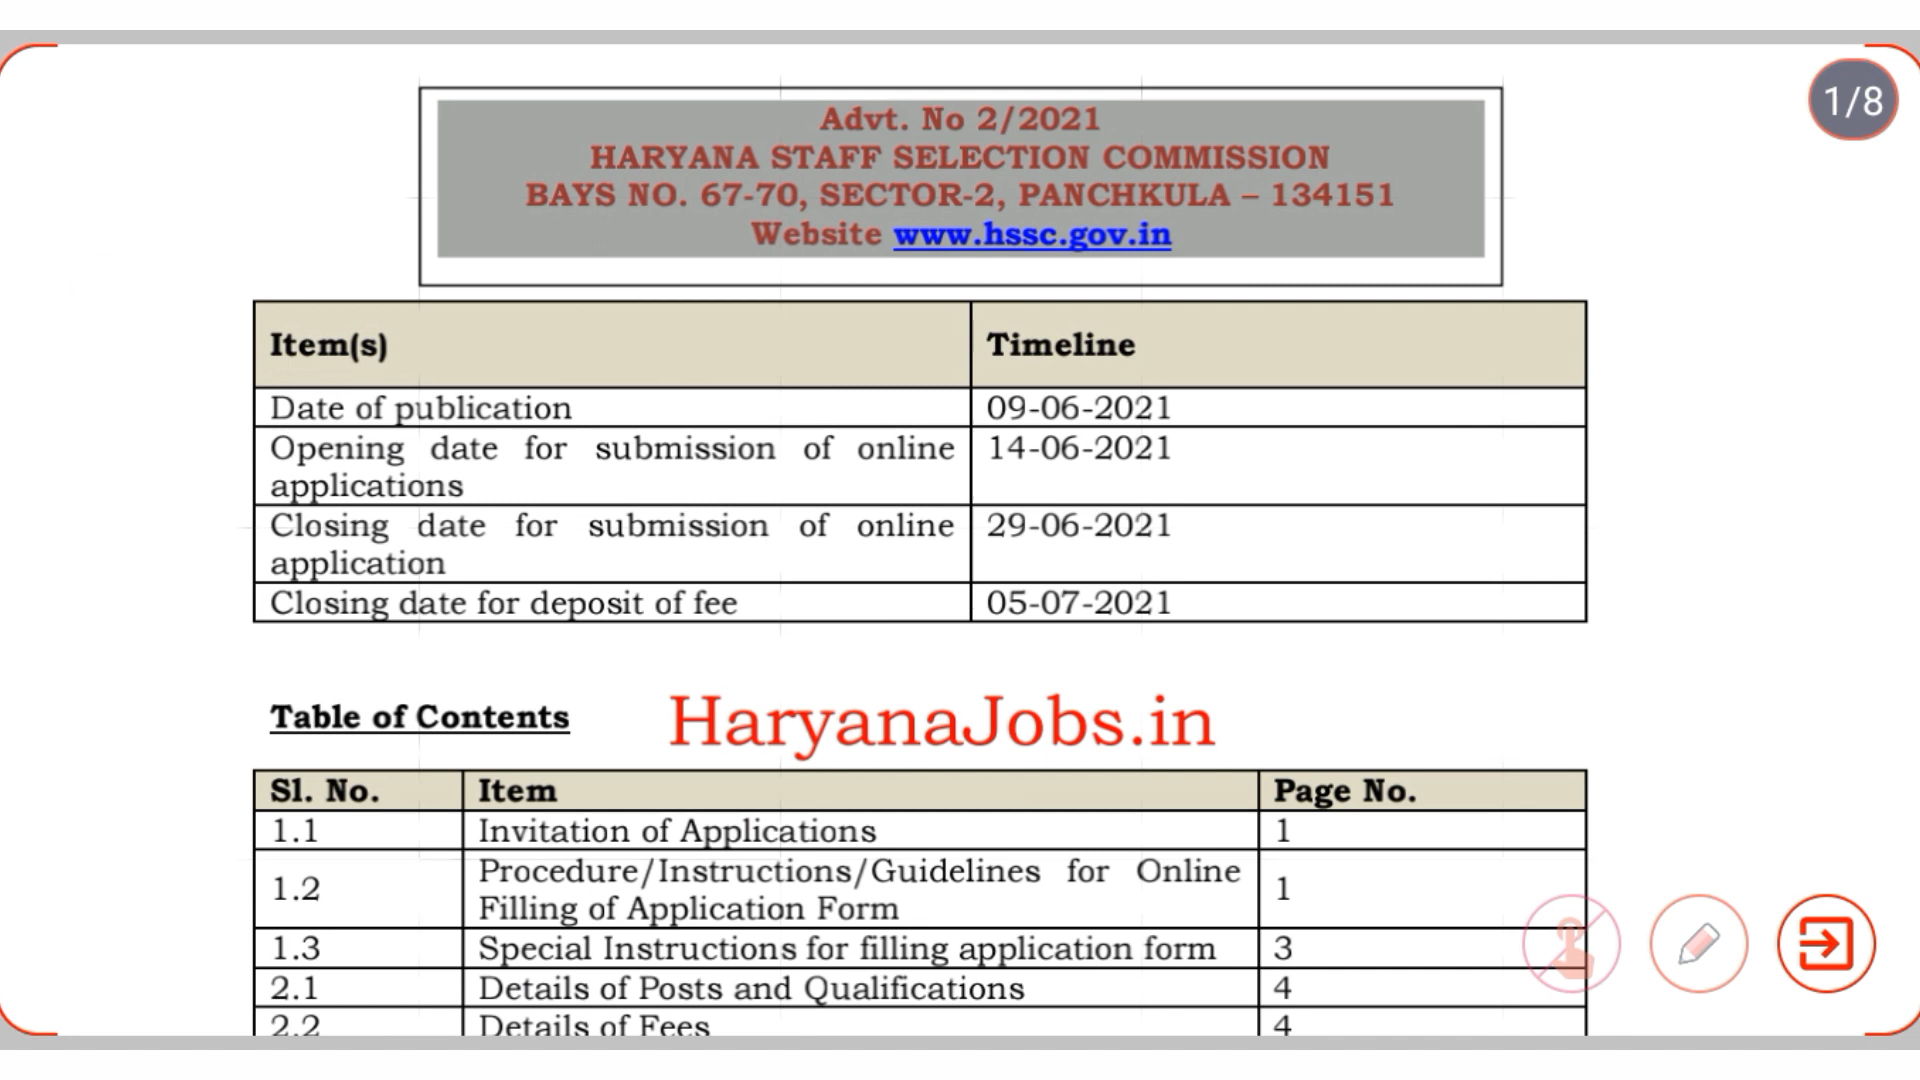 1/8
Advt. No 2/2021
HARYANA STAFF SELECTION COMMISSION
BAYS NO. 67-70, SECTOR-2, PANCHKULA – 134151
Website www.hssc.gov.in
Item(s) Timeline
Date of publication 09-06-2021
Opening date for submission of online 14-06-2021
applications
Closing date for submission of online 29-06-2021
application
Closing date for deposit of fee 05-07-2021
Table of Contents HaryanaJobs.in
Sl. No. Item Page No.
1.1 Invitation of Applications 1
1.2 Procedure/Instructions/Guidelines for Online 1
Filling of Application Form
1.3 Special Instructions for filling application form 3
2.1 Details of Posts and Qualifications 4
2.2 Details of Fees 4